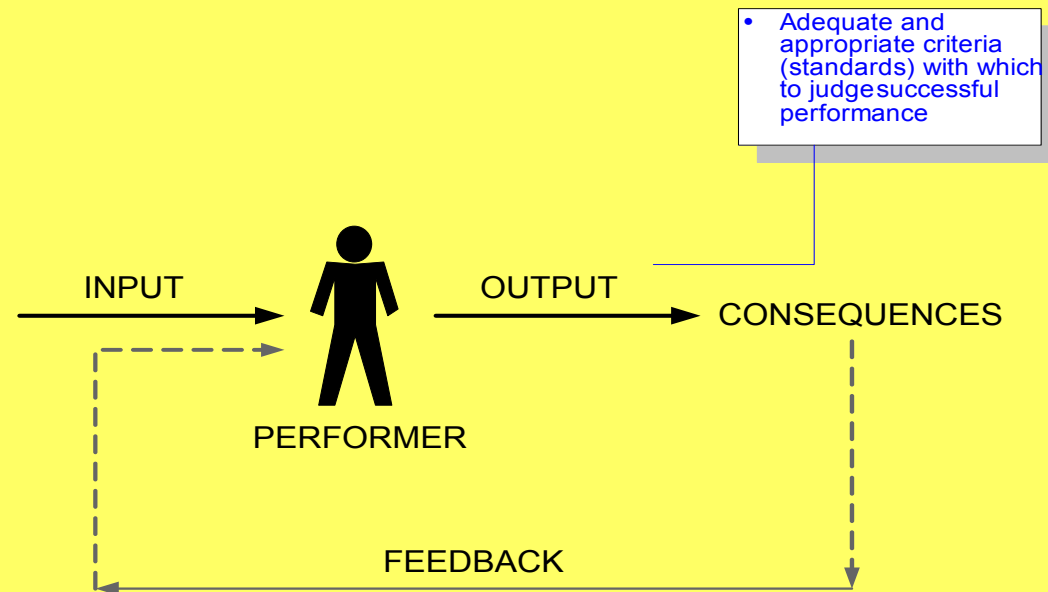 • Adequate and
appropriate criteria
(standards) with which
to judgesuccessful
performance
INPUT
OUTPUT
CONSEQUENCES
PERFORMER
FEEDBACK